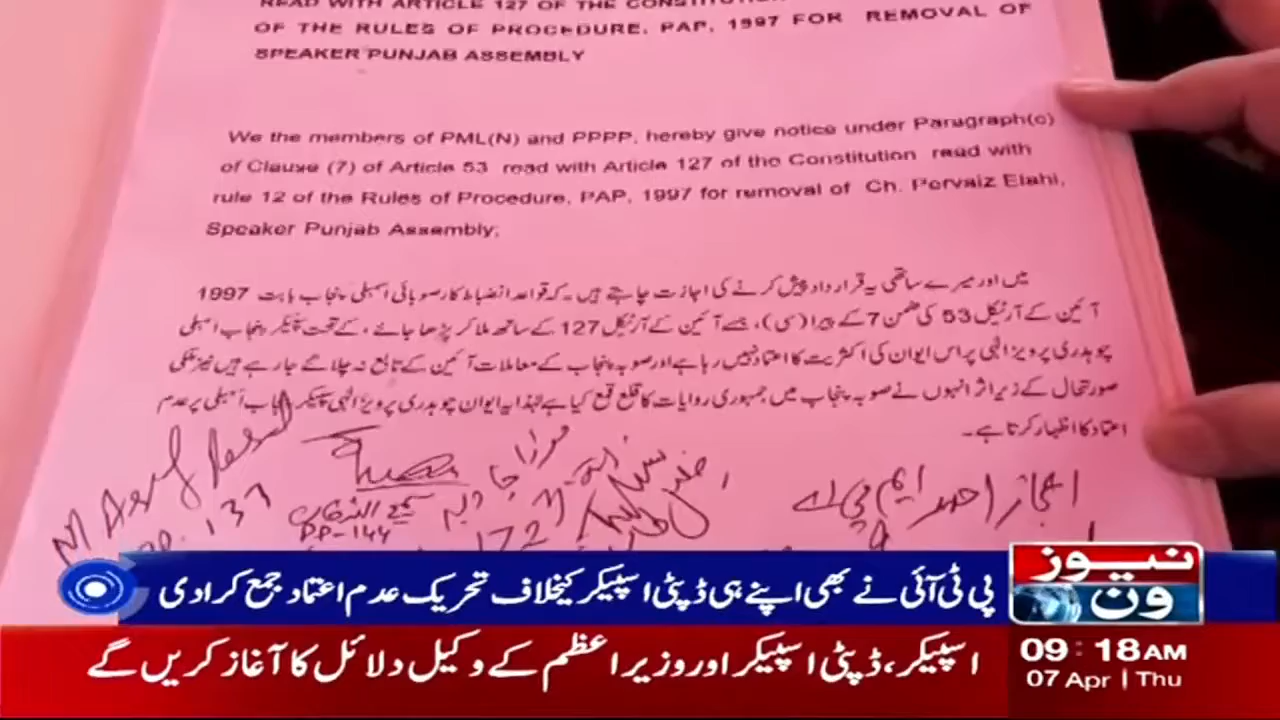 READ WITH ARTICLE 127 OF THE
OF THE RULES OF PROCEDURE, PAP, 1997 FOR REMOVAL OF
SPEAKER PUNJAB ASSEMBLY
We the members of PML(N) and PPPP, hereby give notice under Paragraph(c)
of Clause (7) of Article 53 read with Article 127 of the Constitution read with
rule 12 of the Rules of Procedure, PAP, 1997 for removal of Ch. Pervaiz Elahi,
Speaker Punjab Assembly;
میں اور میرے ساتھی یہ قرارداد پیش کرنے کی اجازت چاہتے ہیں۔ کہ قواعد انضباط کار صوبائی اسمبلی پنجاب بابت 1997
آئین کے آرٹیکل 53 کی ضمن 7 کے پیرا (سی)، جسے آئین کے آرٹیکل 127 کے ساتھ ملا کر پڑھا جائے، کے تحت سپیکر پنجاب اسمبلی
چوہدری پرویز الٰہی پر اس ایوان کی اکثریت کا اعتماد نہیں رہا ہے اور صوبہ پنجاب کے معاملات آئین کے تابع نہ چلائے جا رہے ہیں نیز ملکی
صورتحال کے زیر اثر انہوں نے صوبہ پنجاب میں جمہوری روایات کا قلع قمع کیا ہے لہٰذا یہ ایوان چوہدری پرویز الٰہی سپیکر پنجاب اسمبلی پر عدم
اعتماد کا اظہار کرتا ہے۔
اعجاز احمد ایم پی اے
PP-144
172
پی ٹی آئی نے بھی اپنے ہی ڈپٹی اسپیکر کیخلاف تحریک عدم اعتماد جمع کرا دی
نیوز ون
اسپیکر، ڈپٹی اسپیکر اور وزیر اعظم کے وکیل دلائل کا آغاز کریں گے
09:18AM
07 Apr | Thu